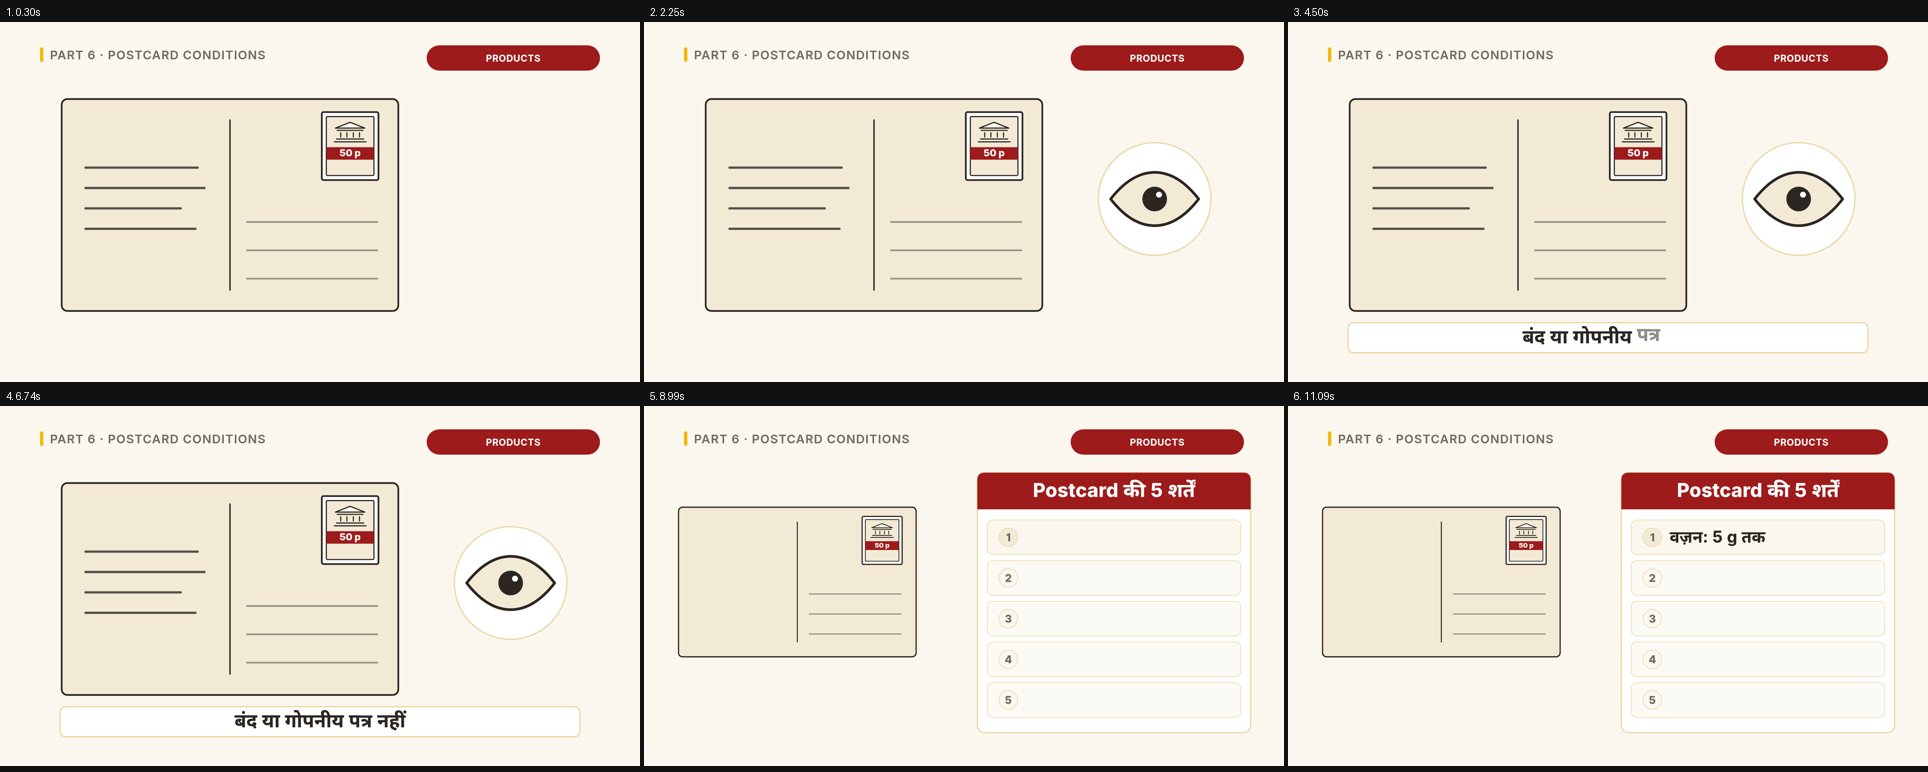 1. 0.30s
PART 6 · POSTCARD CONDITIONS
PRODUCTS
50 p
2. 2.25s
PART 6 · POSTCARD CONDITIONS
PRODUCTS
50 p
3. 4.50s
PART 6 · POSTCARD CONDITIONS
PRODUCTS
50 p
बंद या गोपनीय पत्र
4. 6.74s
PART 6 · POSTCARD CONDITIONS
PRODUCTS
50 p
बंद या गोपनीय पत्र नहीं
5. 8.99s
PART 6 · POSTCARD CONDITIONS
PRODUCTS
50 p
Postcard की 5 शर्तें
1
2
3
4
5
6. 11.09s
PART 6 · POSTCARD CONDITIONS
PRODUCTS
50 p
Postcard की 5 शर्तें
1 वज़न: 5 g तक
2
3
4
5